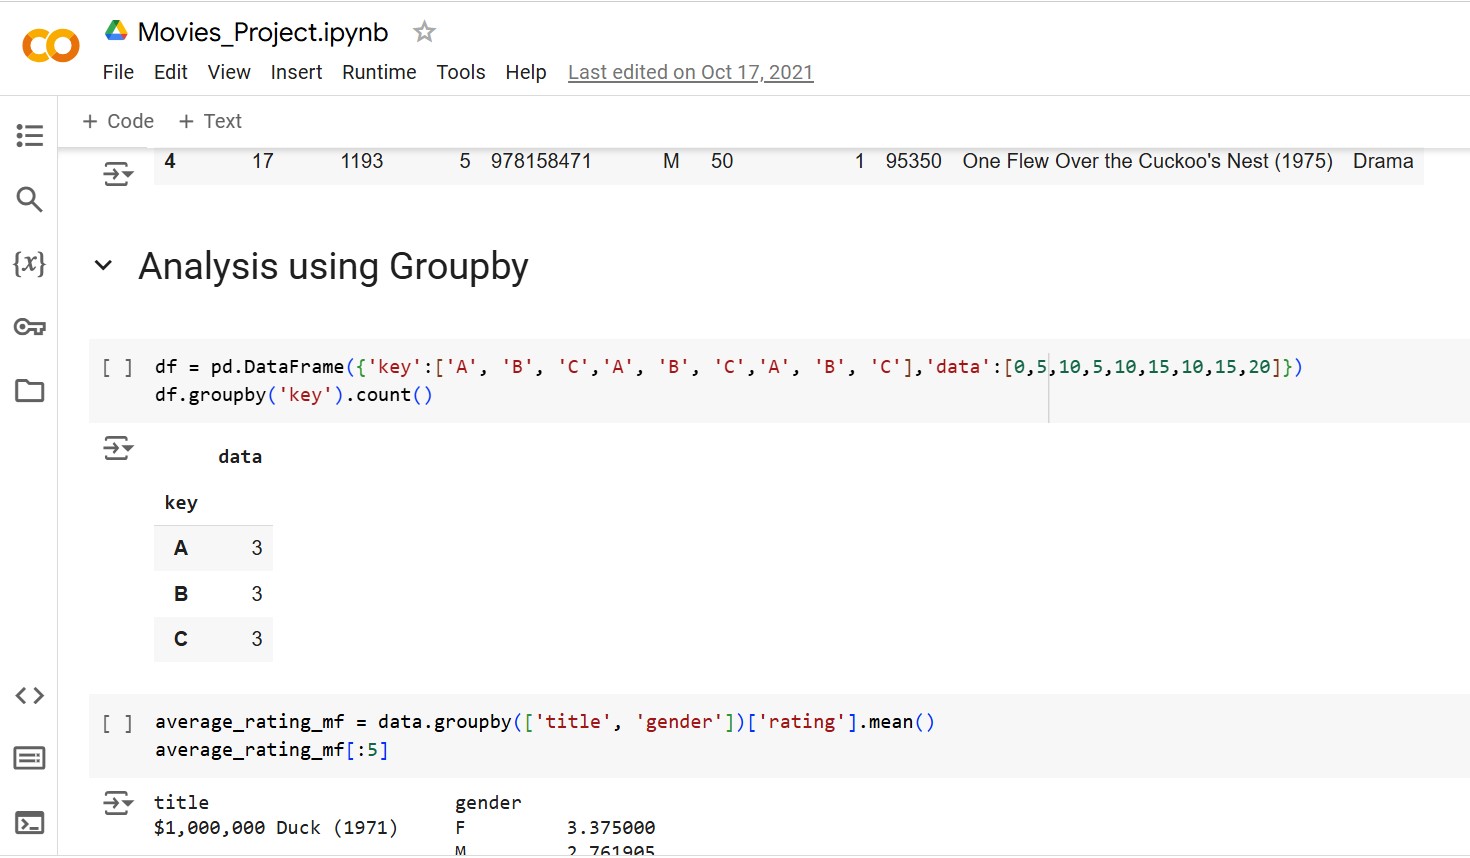 Movies_Project.ipynb
File Edit View Insert Runtime Tools Help Last edited on Oct 17, 2021
+ Code + Text
4 17 1193 5 978158471 M 50 1 95350 One Flew Over the Cuckoo's Nest (1975) Drama
{x}
Analysis using Groupby
[ ] df = pd.DataFrame({'key':['A', 'B', 'C','A', 'B', 'C','A', 'B', 'C'],'data':[0,5,10,5,10,15,10,15,20]})
df.groupby('key').count()
data
key
A 3
B 3
C 3
[ ] average_rating_mf = data.groupby(['title', 'gender'])['rating'].mean()
average_rating_mf[:5]
title gender
$1,000,000 Duck (1971) F 3.375000
M 2.761905